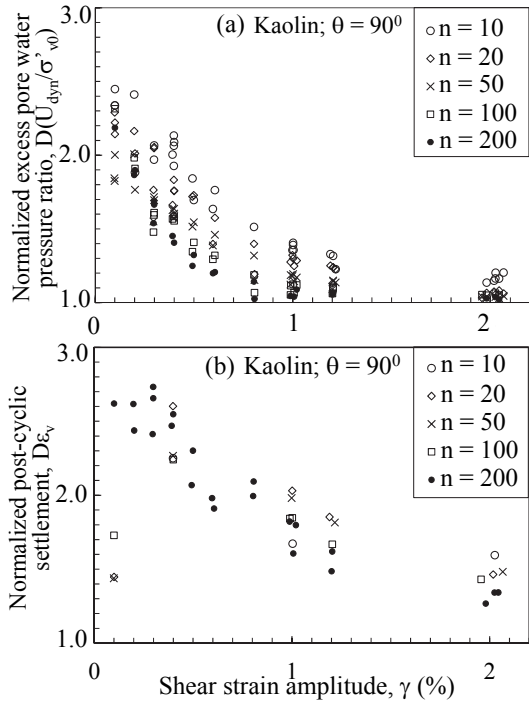 (a) Kaolin; θ = 90⁰
n = 10
n = 20
n = 50
n = 100
n = 200
Normalized excess pore water
pressure ratio, D(U_dyn/σ'_v0)
3.0
2.0
1.0
0
1
2
(b) Kaolin; θ = 90⁰
n = 10
n = 20
n = 50
n = 100
n = 200
Normalized post-cyclic
settlement, Dε_v
3.0
2.0
1.0
0
1
2
Shear strain amplitude, γ (%)